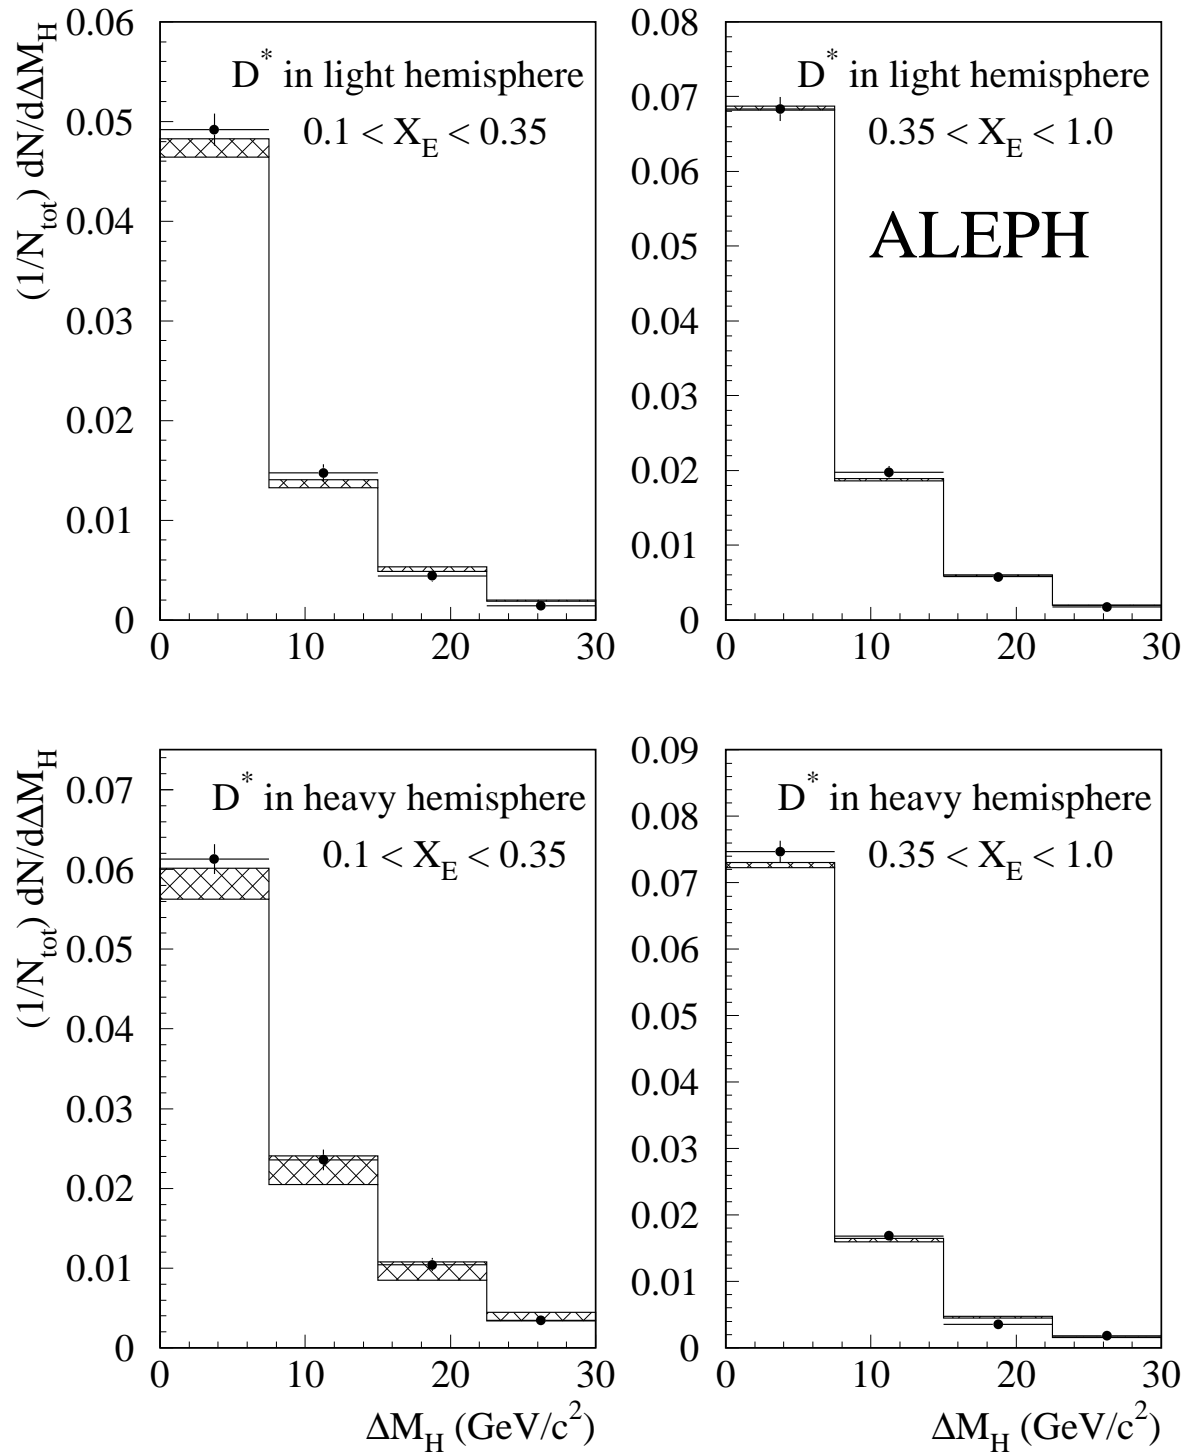 (1/N_tot) dN/dΔM_H
0.06
0.05
0.04
0.03
0.02
0.01
0
D* in light hemisphere
0.1 < X_E < 0.35
0 10 20 30
0.08
0.07
0.06
0.05
0.04
0.03
0.02
0.01
0
D* in light hemisphere
0.35 < X_E < 1.0
ALEPH
0 10 20 30
(1/N_tot) dN/dΔM_H
0.07
0.06
0.05
0.04
0.03
0.02
0.01
0
D* in heavy hemisphere
0.1 < X_E < 0.35
0 10 20 30
ΔM_H (GeV/c²)
0.09
0.08
0.07
0.06
0.05
0.04
0.03
0.02
0.01
0
D* in heavy hemisphere
0.35 < X_E < 1.0
0 10 20 30
ΔM_H (GeV/c²)